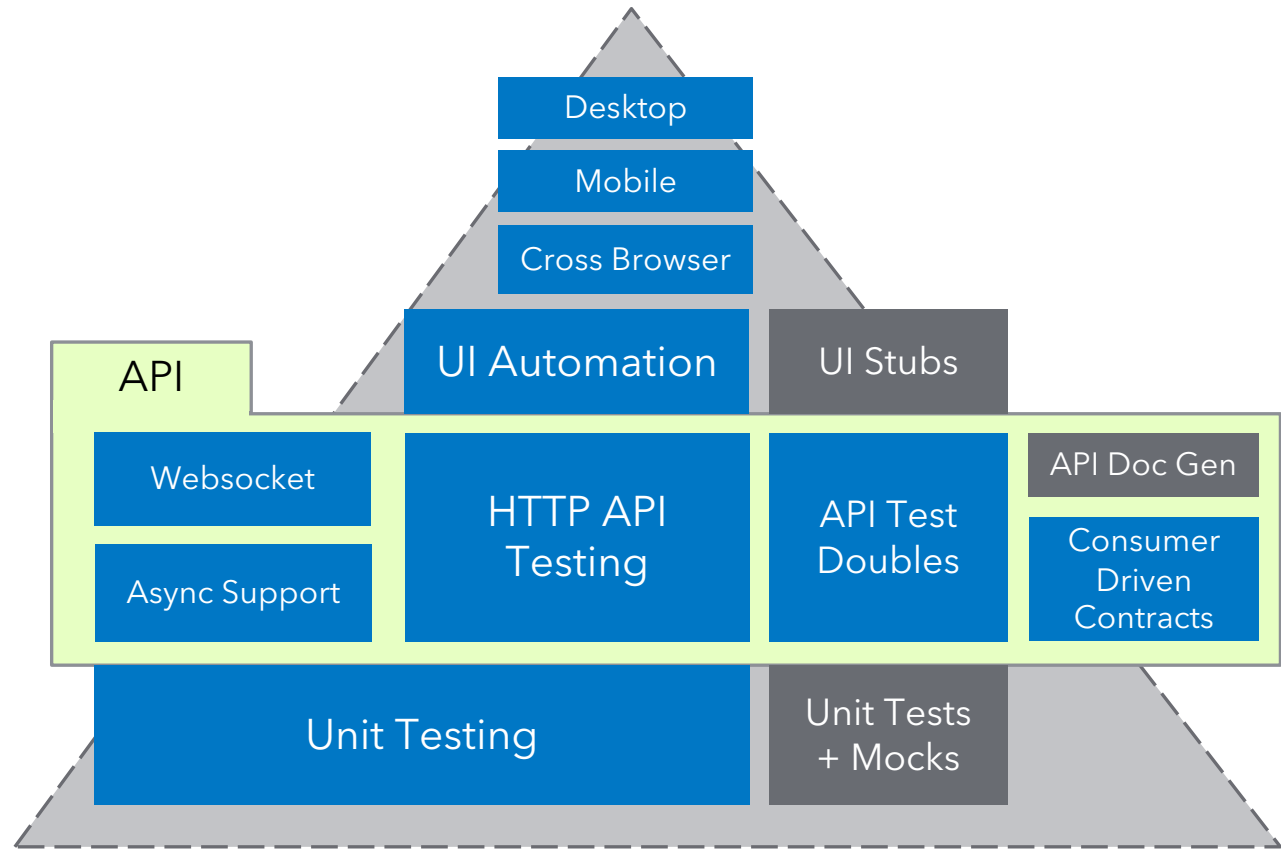 Desktop
Mobile
Cross Browser
UI Automation
UI Stubs
API
Websocket
Async Support
HTTP API
Testing
API Test
Doubles
API Doc Gen
Consumer
Driven
Contracts
Unit Testing
Unit Tests
+ Mocks